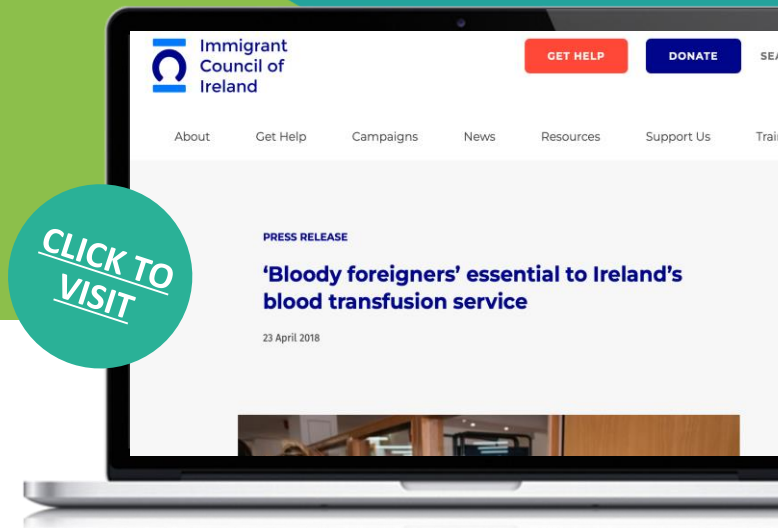 Immigrant
Council of
Ireland
GET HELP
DONATE
About
Get Help
Campaigns
News
Resources
Support Us
CLICK TO
VISIT
PRESS RELEASE
‘Bloody foreigners’ essential to Ireland’s
blood transfusion service
23 April 2018